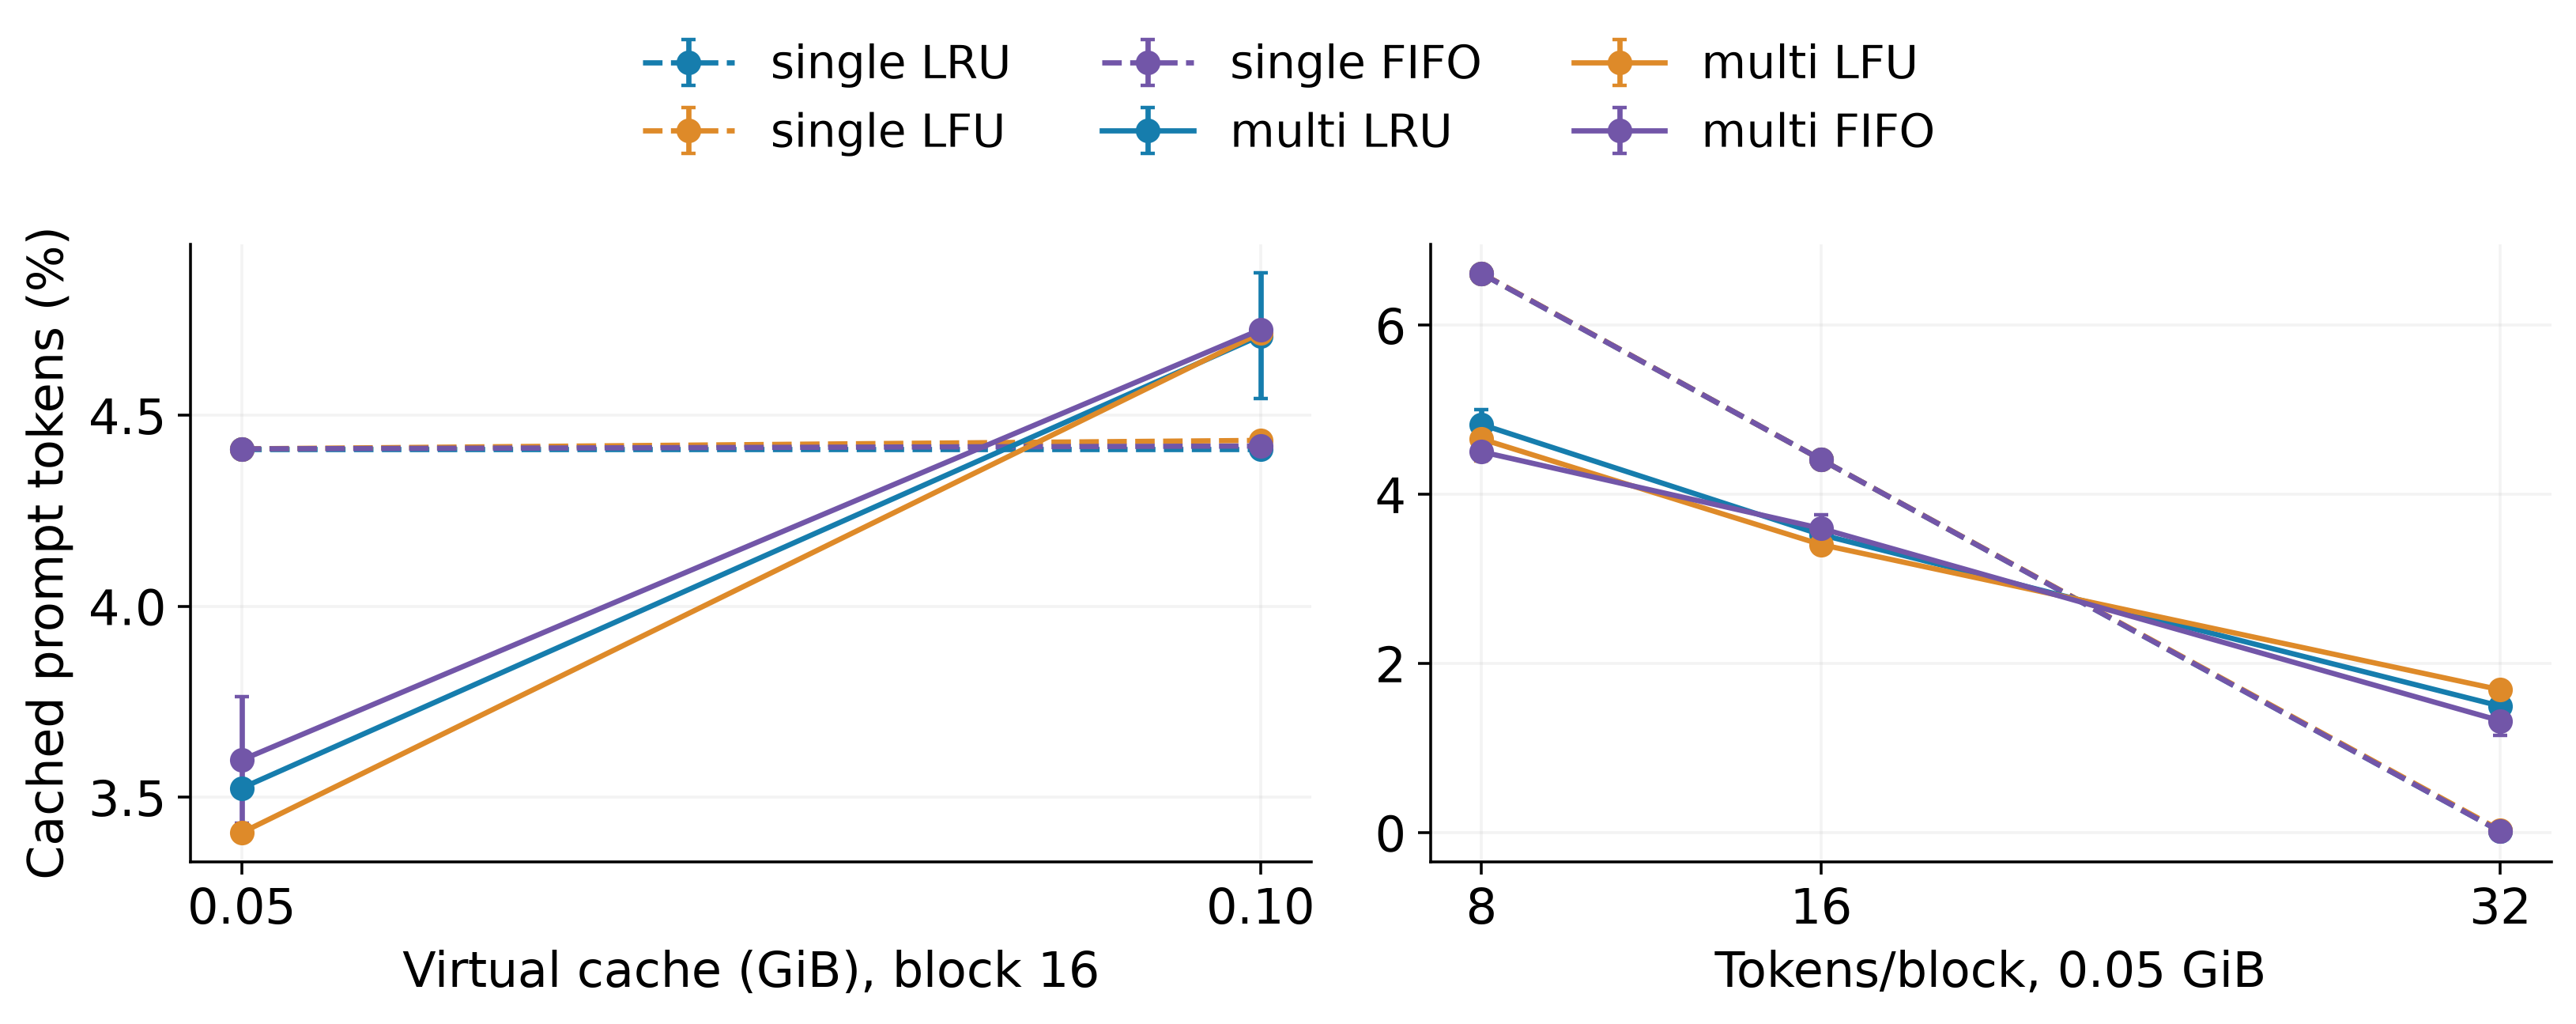 single LRU
single LFU
single FIFO
multi LRU
multi LFU
multi FIFO
Cached prompt tokens (%)
4.5
4.0
3.5
0.05
0.10
Virtual cache (GiB), block 16
6
4
2
0
8
16
32
Tokens/block, 0.05 GiB